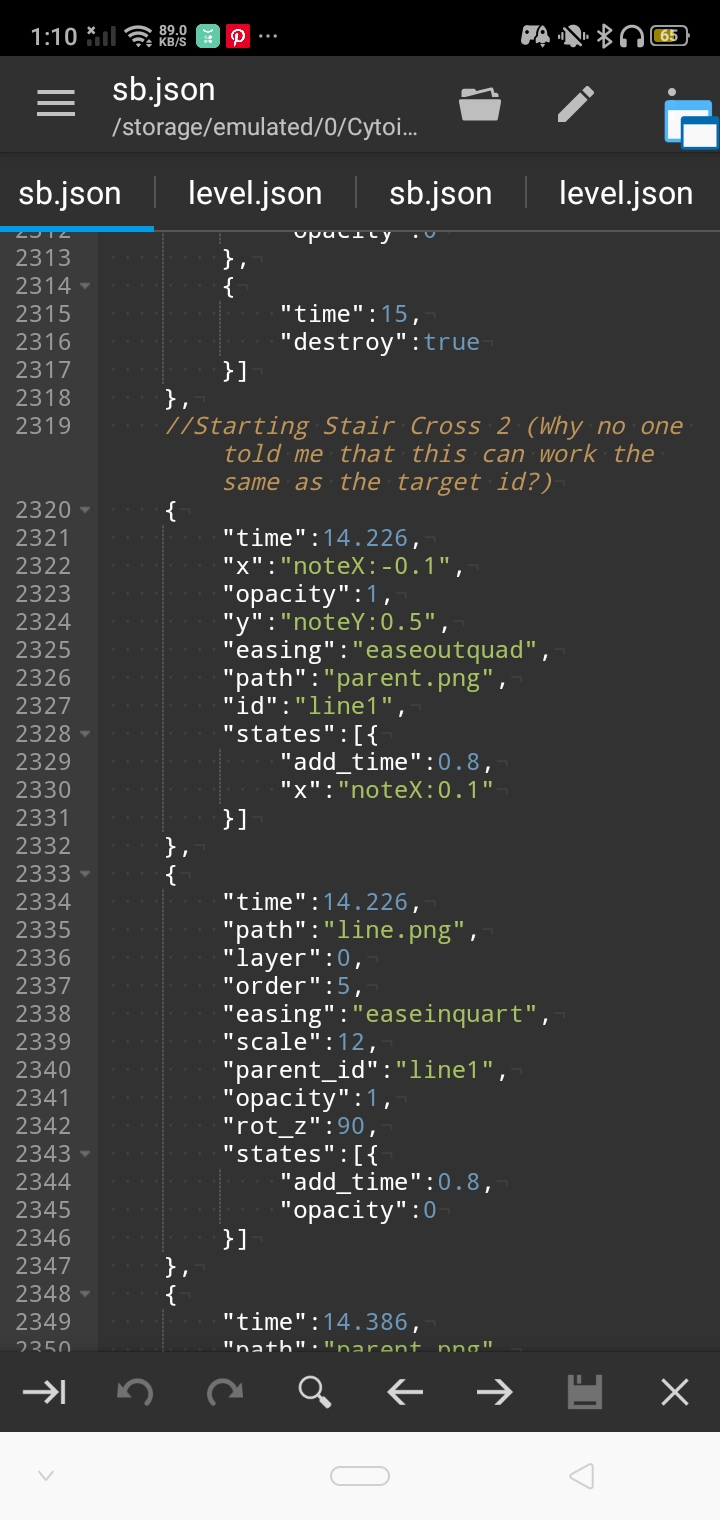 1:10 89.0 KB/S 65
sb.json
/storage/emulated/0/Cytoi...
sb.json level.json sb.json level.json
2312 "opacity":0
2313 },
2314 {
2315 "time":15,
2316 "destroy":true
2317 }]
2318 },
2319 //Starting Stair Cross 2 (Why no one
told me that this can work the
same as the target id?)
2320 {
2321 "time":14.226,
2322 "x":"noteX:-0.1",
2323 "opacity":1,
2324 "y":"noteY:0.5",
2325 "easing":"easeoutquad",
2326 "path":"parent.png",
2327 "id":"line1",
2328 "states":[{
2329 "add_time":0.8,
2330 "x":"noteX:0.1"
2331 }]
2332 },
2333 {
2334 "time":14.226,
2335 "path":"line.png",
2336 "layer":0,
2337 "order":5,
2338 "easing":"easeinquart",
2339 "scale":12,
2340 "parent_id":"line1",
2341 "opacity":1,
2342 "rot_z":90,
2343 "states":[{
2344 "add_time":0.8,
2345 "opacity":0
2346 }]
2347 },
2348 {
2349 "time":14.386,
2350 "path":"parent.png"